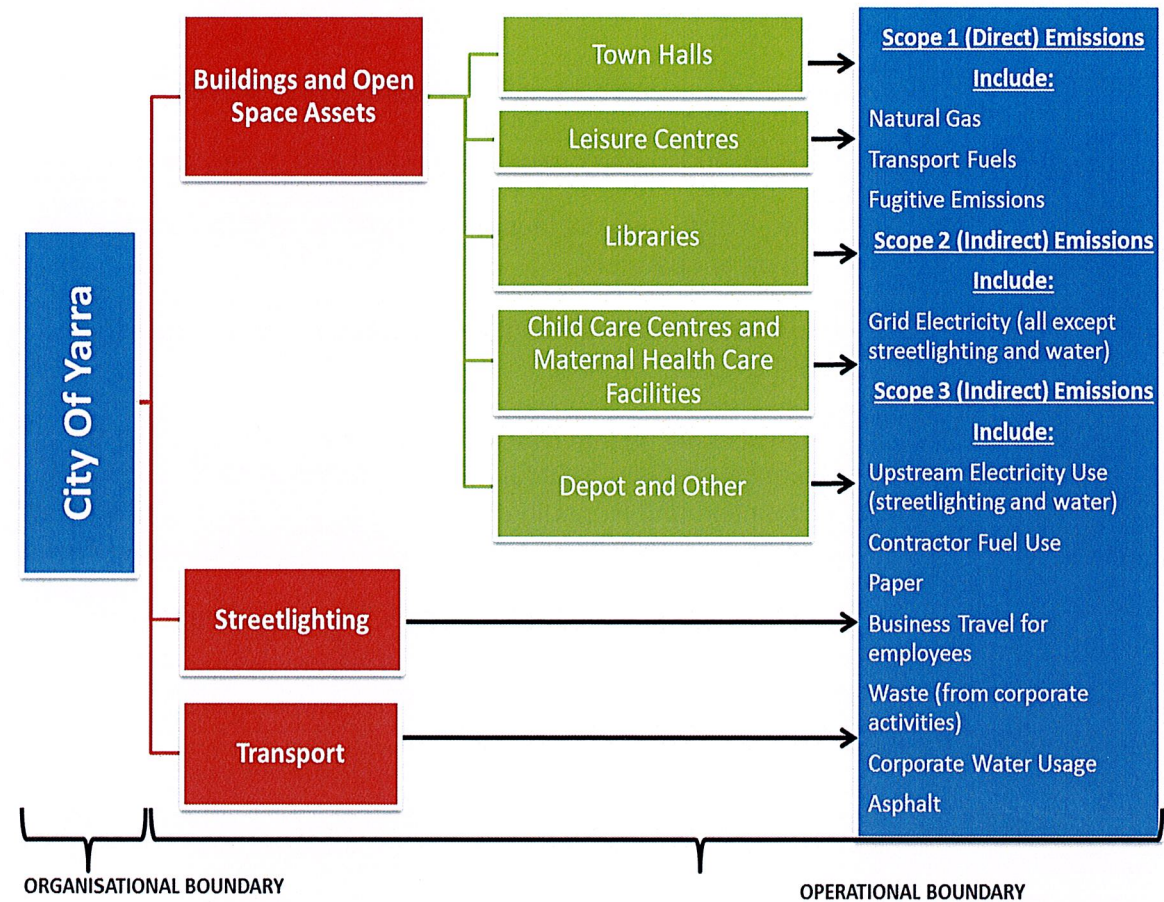 City Of Yarra
Buildings and Open
Space Assets
Streetlighting
Transport
Town Halls
Leisure Centres
Libraries
Child Care Centres and
Maternal Health Care
Facilities
Depot and Other
Scope 1 (Direct) Emissions
Include:
Natural Gas
Transport Fuels
Fugitive Emissions
Scope 2 (Indirect) Emissions
Include:
Grid Electricity (all except
streetlighting and water)
Scope 3 (Indirect) Emissions
Include:
Upstream Electricity Use
(streetlighting and water)
Contractor Fuel Use
Paper
Business Travel for
employees
Waste (from corporate
activities)
Corporate Water Usage
Asphalt
ORGANISATIONAL BOUNDARY
OPERATIONAL BOUNDARY